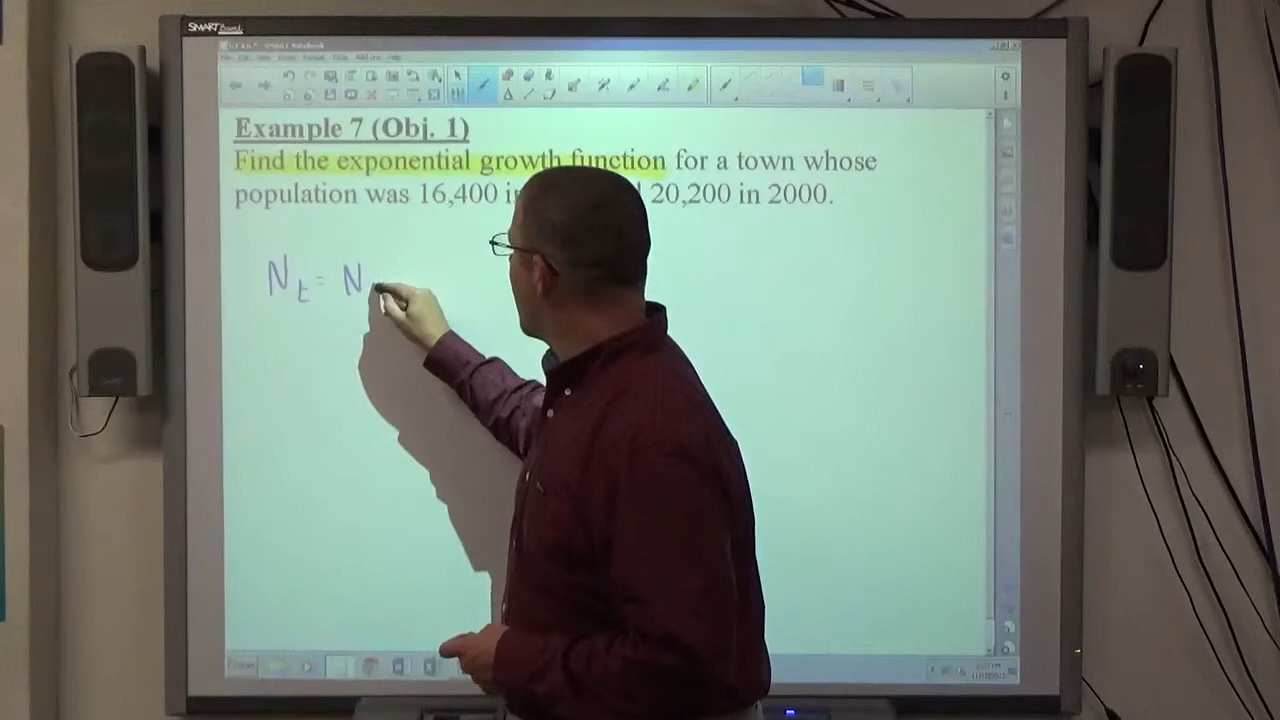 SMART Board
Example 7 (Obj. 1)
Find the exponential growth function for a town whose
population was 16,400 in 20,200 in 2000.
N_t = N